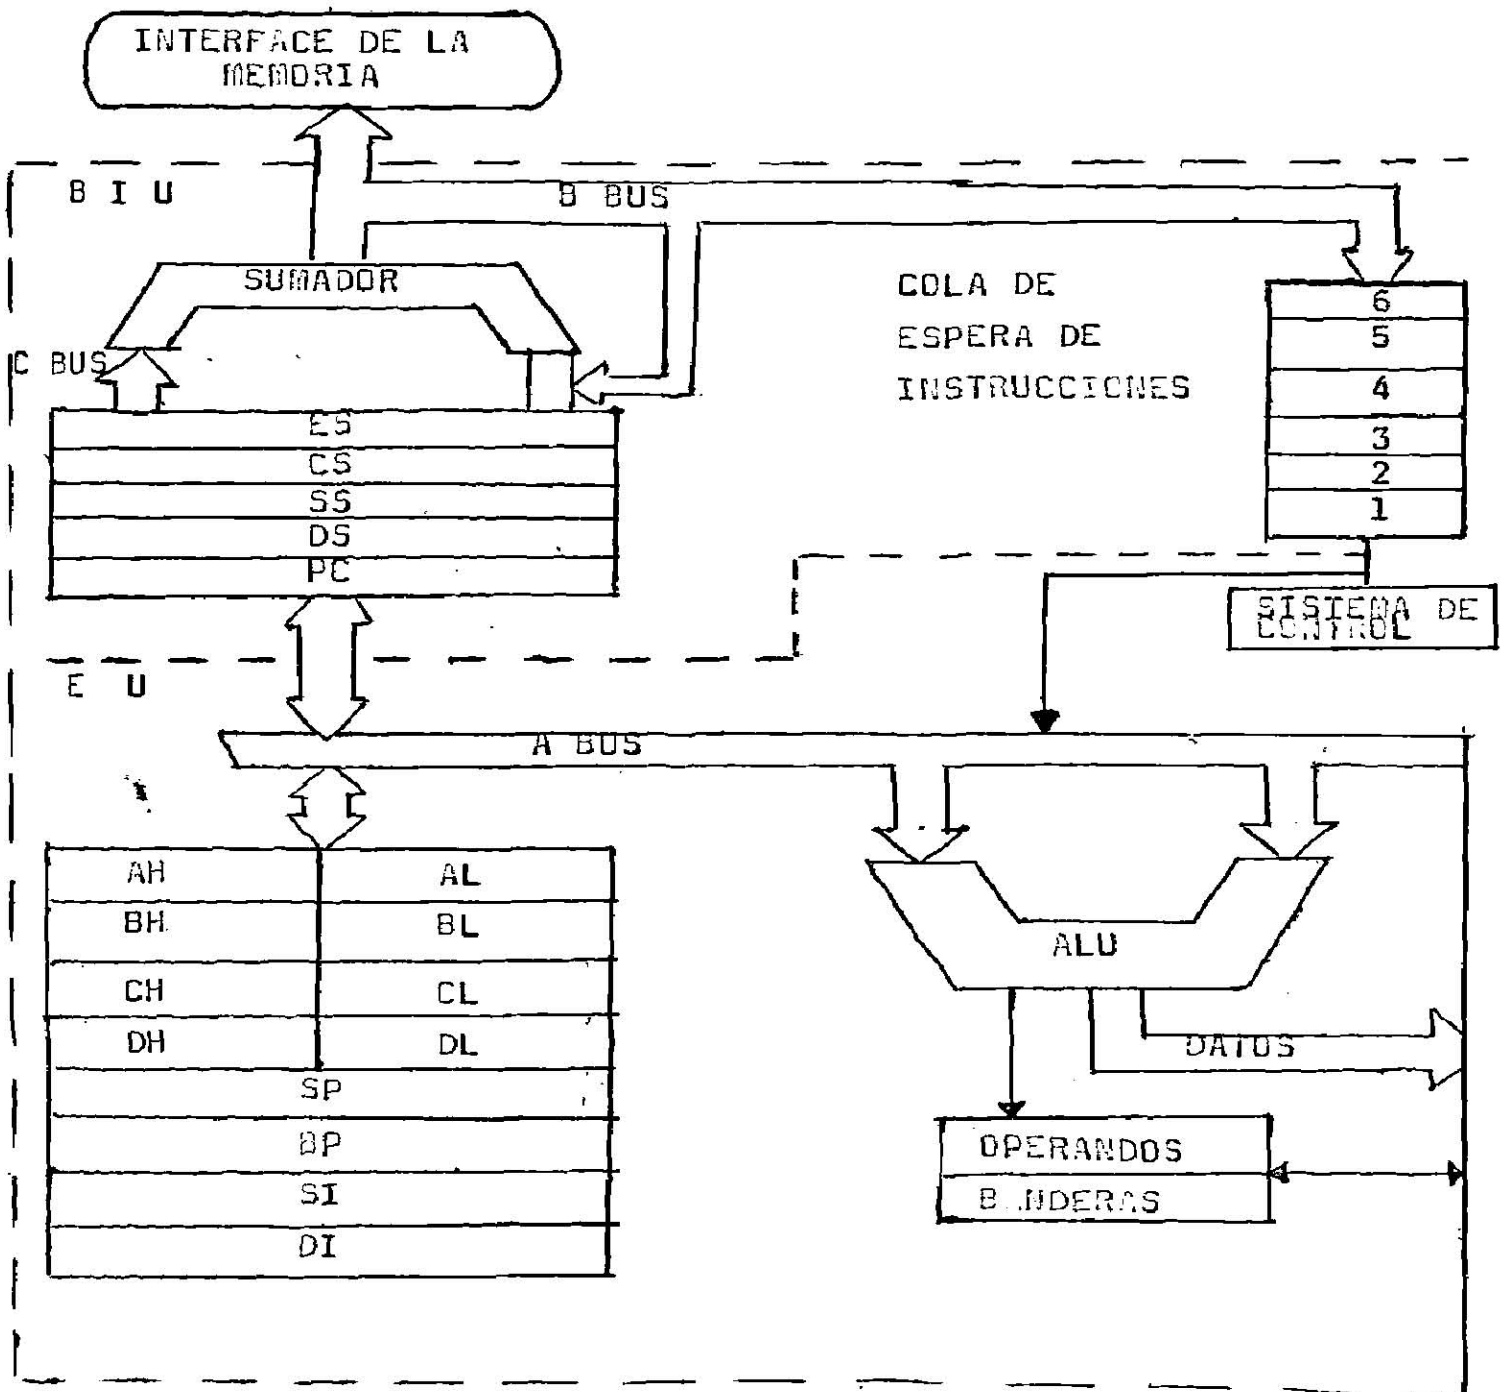 INTERFACE DE LA
MEMORIA
B I U
B BUS
SUMADOR
C BUS
COLA DE
ESPERA DE
INSTRUCCIONES
6
5
4
3
2
1
ES
CS
SS
DS
PC
SISTEMA DE
CONTROL
E U
A BUS
AH AL
BH BL
CH CL
DH DL
SP
BP
SI
DI
ALU
DATOS
OPERANDOS
B NDERAS